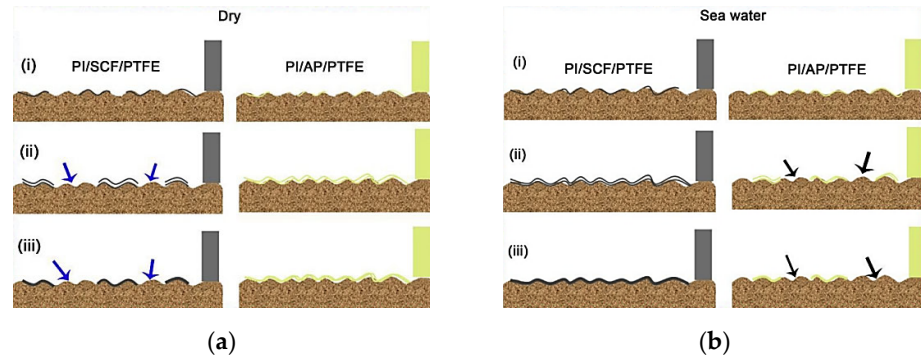 Dry
(i)
PI/SCF/PTFE
PI/AP/PTFE
(ii)
(iii)
(a)
Sea water
(i)
PI/SCF/PTFE
PI/AP/PTFE
(ii)
(iii)
(b)